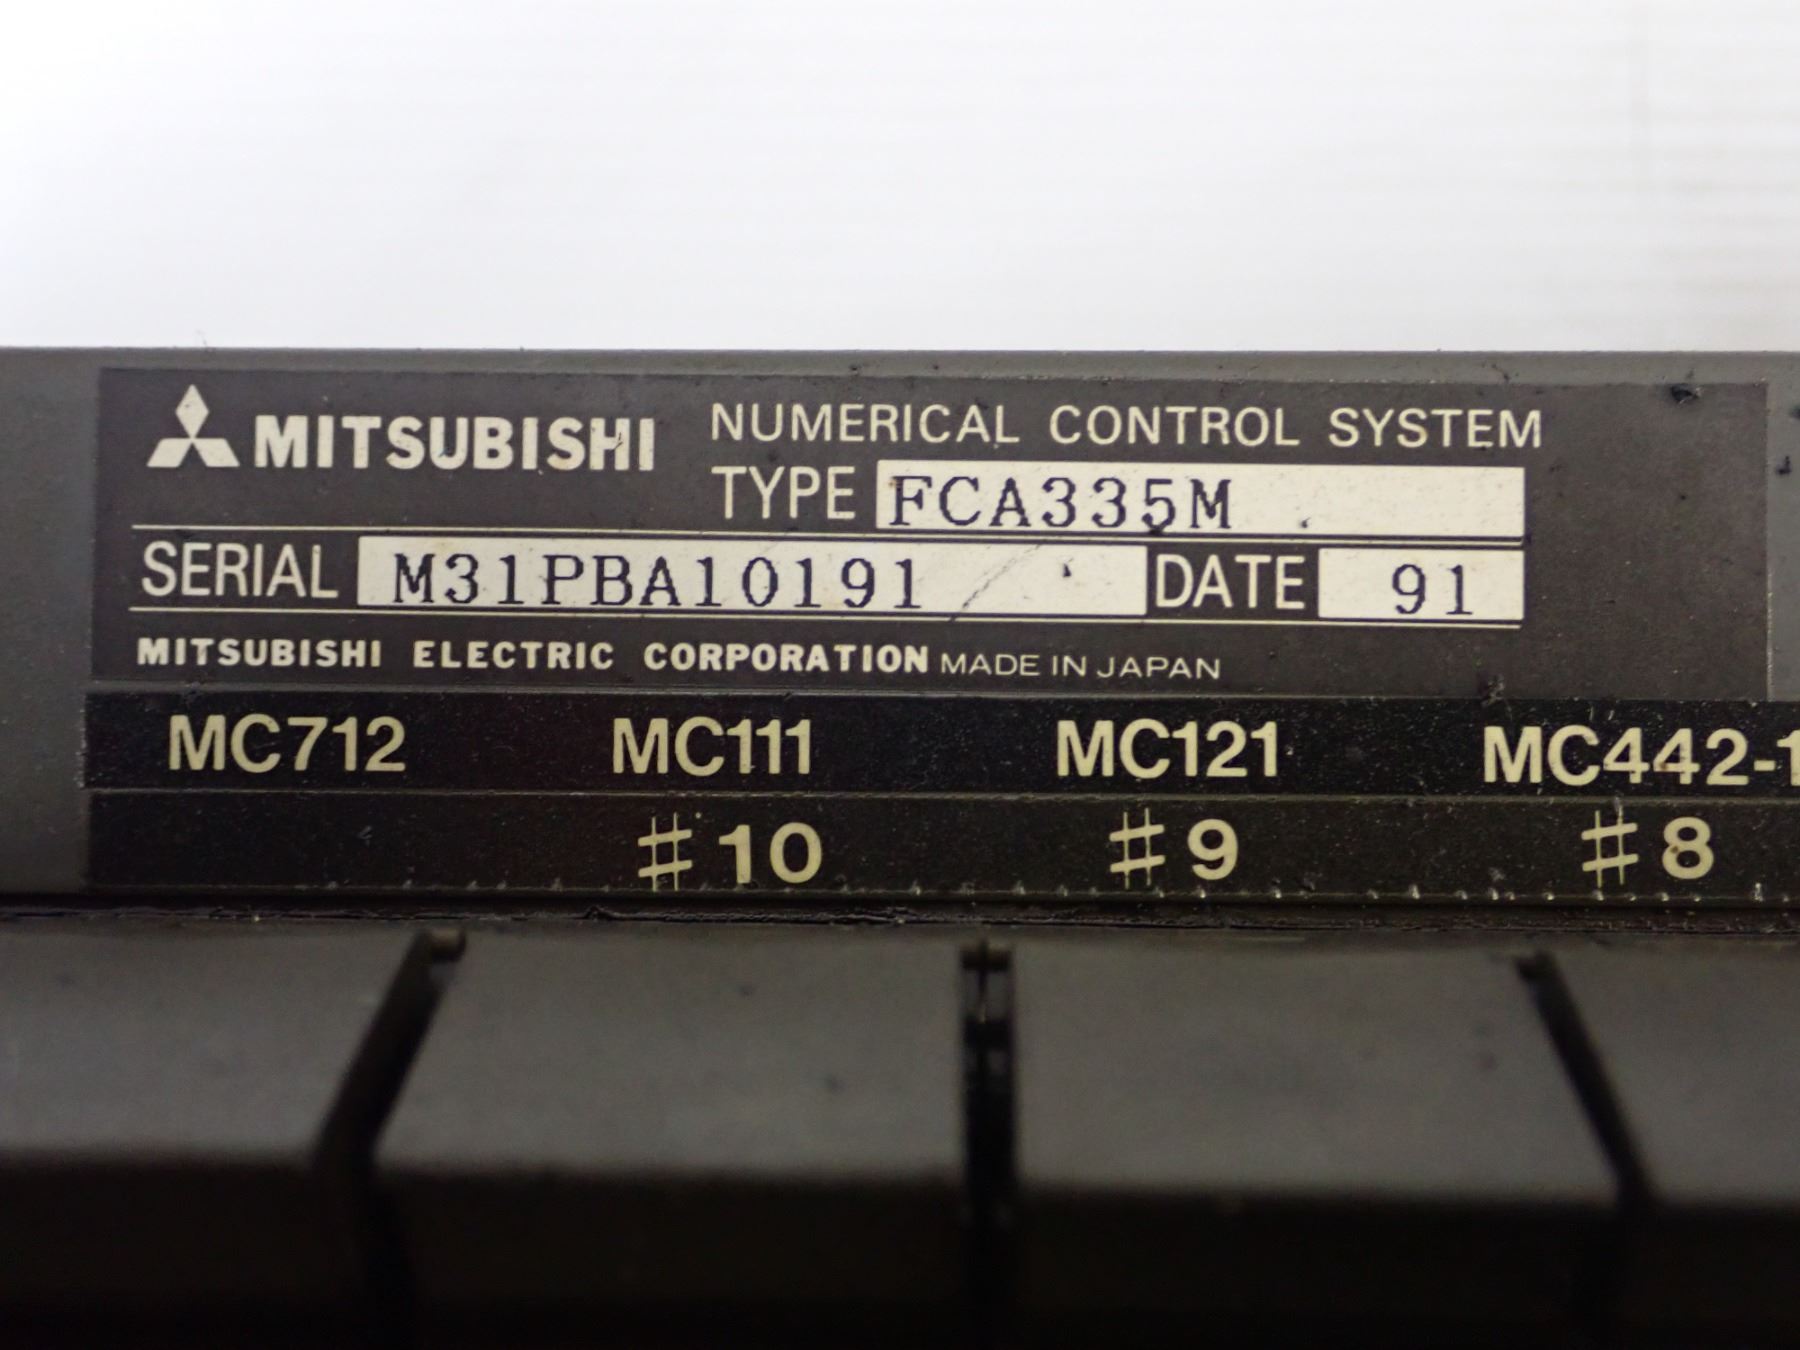 MITSUBISHI NUMERICAL CONTROL SYSTEM
TYPE FCA335M
SERIAL M31PBA10191 DATE 91
MITSUBISHI ELECTRIC CORPORATION MADE IN JAPAN
MC712 MC111 MC121 MC442-1
#10 #9 #8